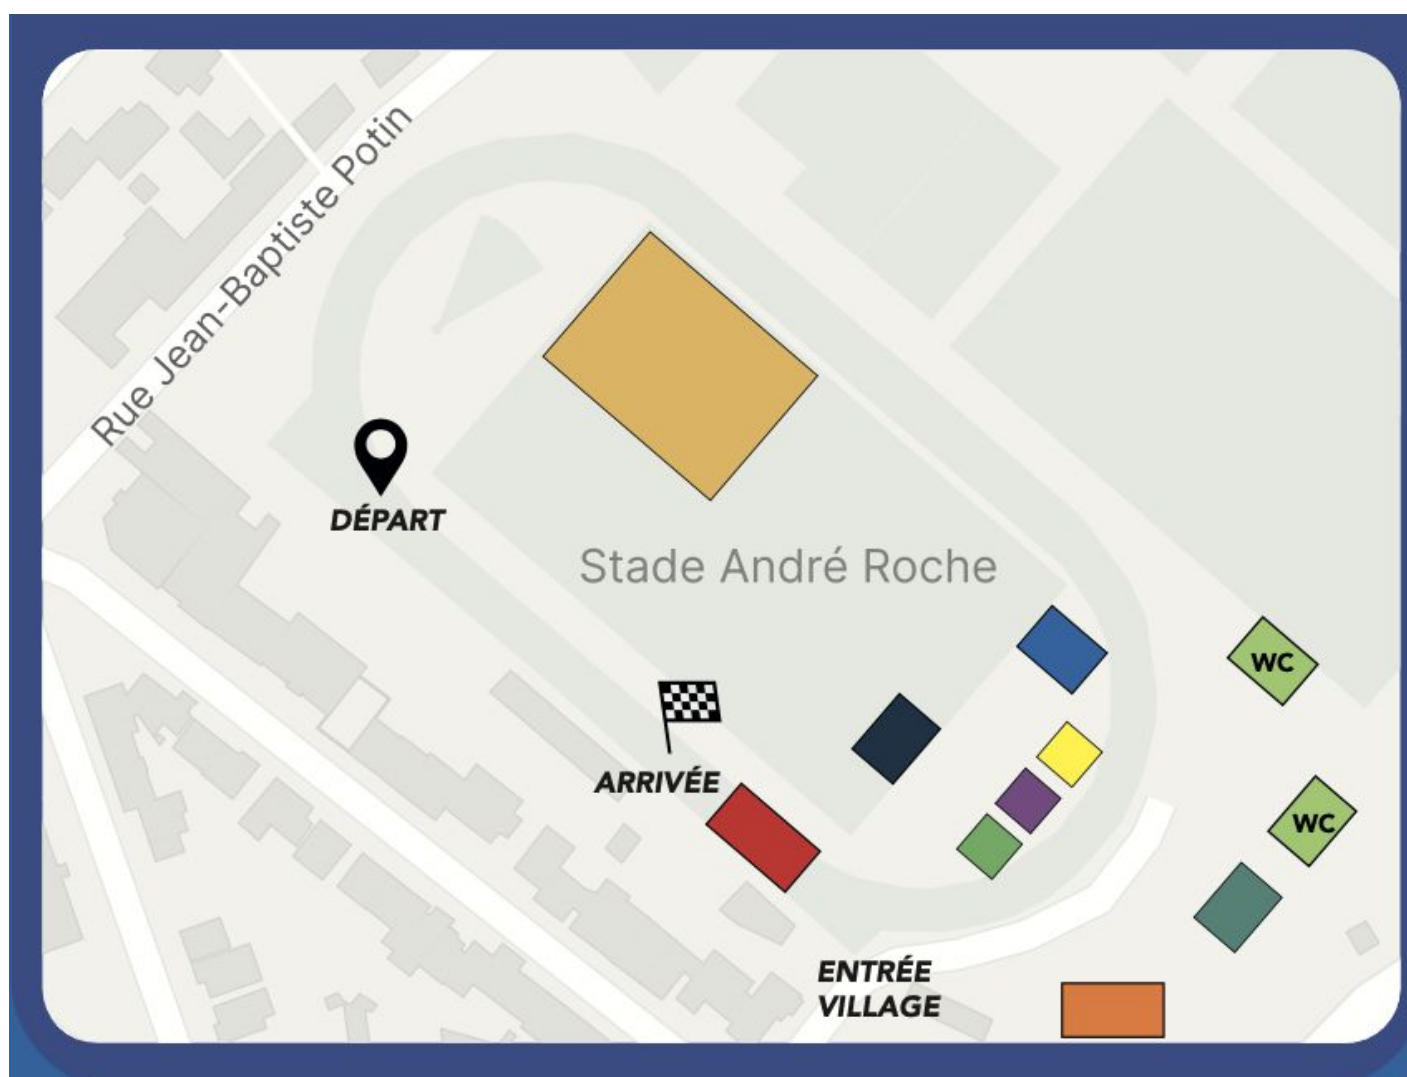 Rue Jean-Baptiste Potin
DÉPART
Stade André Roche
WC
ARRIVÉE
WC
ENTRÉE
VILLAGE